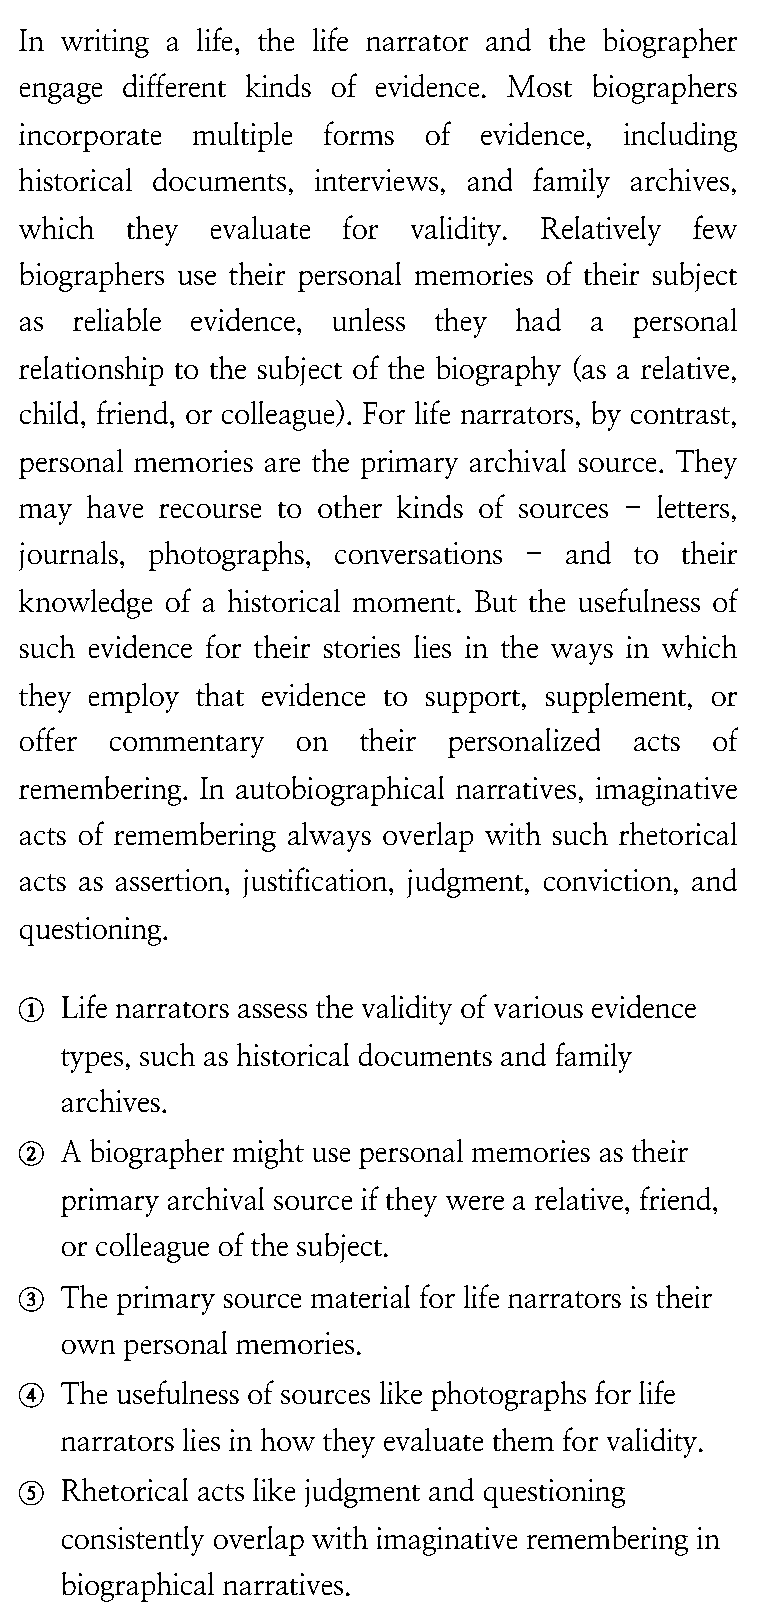 In writing a life, the life narrator and the biographer
engage different kinds of evidence. Most biographers
incorporate multiple forms of evidence, including
historical documents, interviews, and family archives,
which they evaluate for validity. Relatively few
biographers use their personal memories of their subject
as reliable evidence, unless they had a personal
relationship to the subject of the biography (as a relative,
child, friend, or colleague). For life narrators, by contrast,
personal memories are the primary archival source. They
may have recourse to other kinds of sources – letters,
journals, photographs, conversations – and to their
knowledge of a historical moment. But the usefulness of
such evidence for their stories lies in the ways in which
they employ that evidence to support, supplement, or
offer commentary on their personalized acts of
remembering. In autobiographical narratives, imaginative
acts of remembering always overlap with such rhetorical
acts as assertion, justification, judgment, conviction, and
questioning.
① Life narrators assess the validity of various evidence
types, such as historical documents and family
archives.
② A biographer might use personal memories as their
primary archival source if they were a relative, friend,
or colleague of the subject.
③ The primary source material for life narrators is their
own personal memories.
④ The usefulness of sources like photographs for life
narrators lies in how they evaluate them for validity.
⑤ Rhetorical acts like judgment and questioning
consistently overlap with imaginative remembering in
biographical narratives.